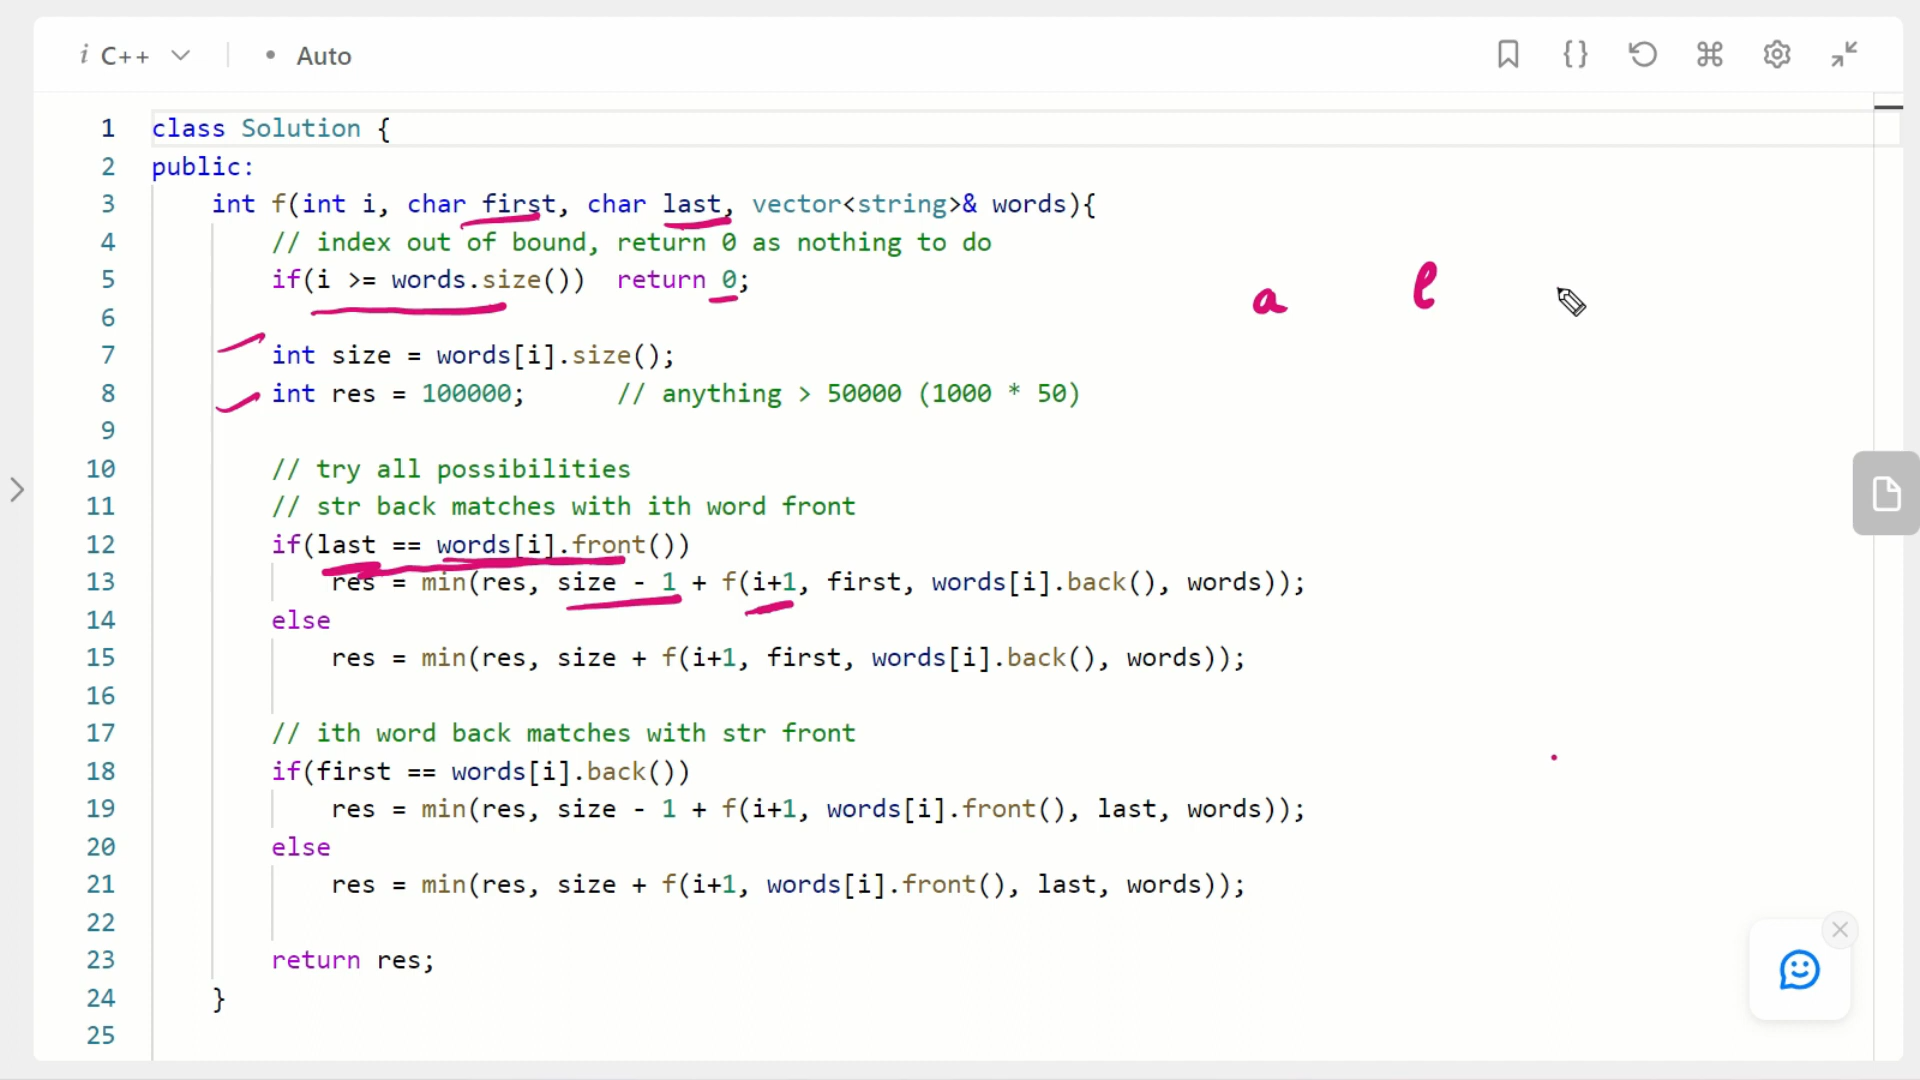 i C++ • Auto {}
1 class Solution {
2 public:
3 int f(int i, char first, char last, vector<string>& words){
4 // index out of bound, return 0 as nothing to do
5 if(i >= words.size()) return 0;
a l
6
7 int size = words[i].size();
8 int res = 100000; // anything > 50000 (1000 * 50)
9
10 // try all possibilities
11 // str back matches with ith word front
12 if(last == words[i].front())
13 res = min(res, size - 1 + f(i+1, first, words[i].back(), words));
14 else
15 res = min(res, size + f(i+1, first, words[i].back(), words));
16
17 // ith word back matches with str front
18 if(first == words[i].back())
19 res = min(res, size - 1 + f(i+1, words[i].front(), last, words));
20 else
21 res = min(res, size + f(i+1, words[i].front(), last, words));
22
23 return res;
24 }
25